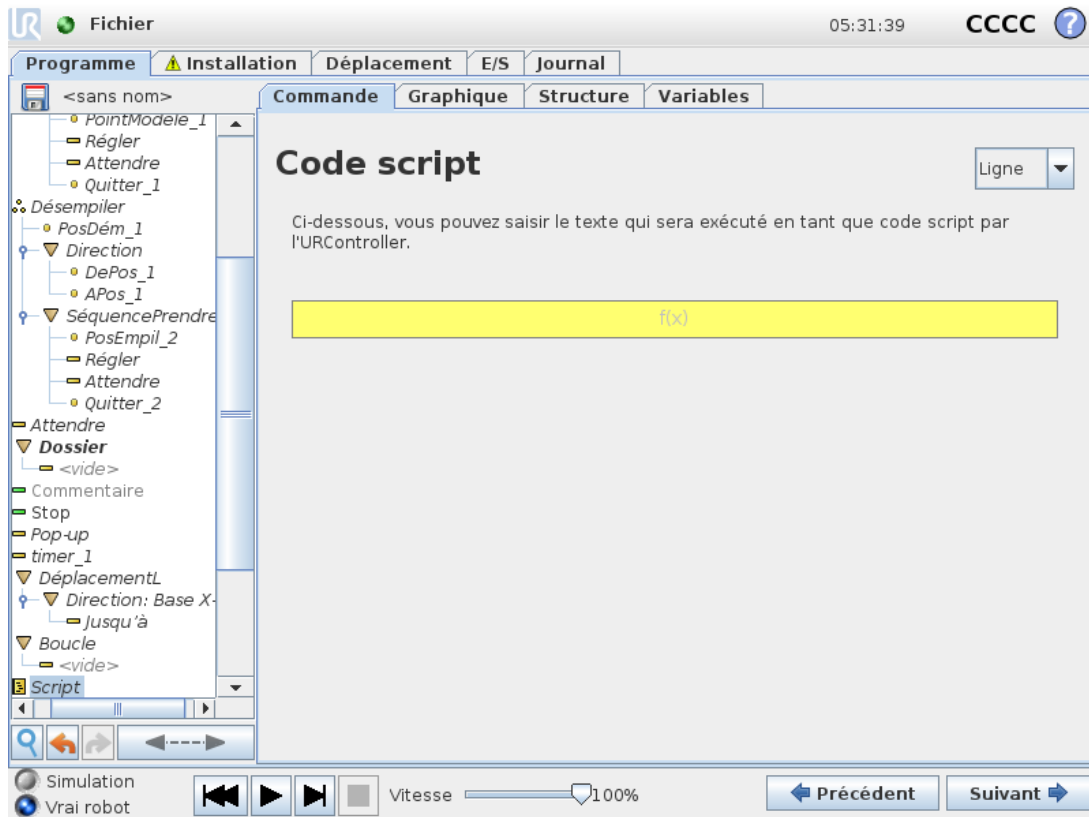 UR Fichier 05:31:39 CCCC ?
Programme Installation Déplacement E/S Journal
<sans nom> Commande Graphique Structure Variables
PointModèle_1
Régler
Attendre
Quitter_1
Désempiler
PosDém_1
Direction
DePos_1
APos_1
SéquencePrendre
PosEmpil_2
Régler
Attendre
Quitter_2
Attendre
Dossier
<vide>
Commentaire
Stop
Pop-up
timer_1
DéplacementL
Direction: Base X-
Jusqu'à
Boucle
<vide>
Script
Code script
Ligne
Ci-dessous, vous pouvez saisir le texte qui sera exécuté en tant que code script par
l'URController.
f(x)
Simulation
Vrai robot
Vitesse 100%
Précédent Suivant